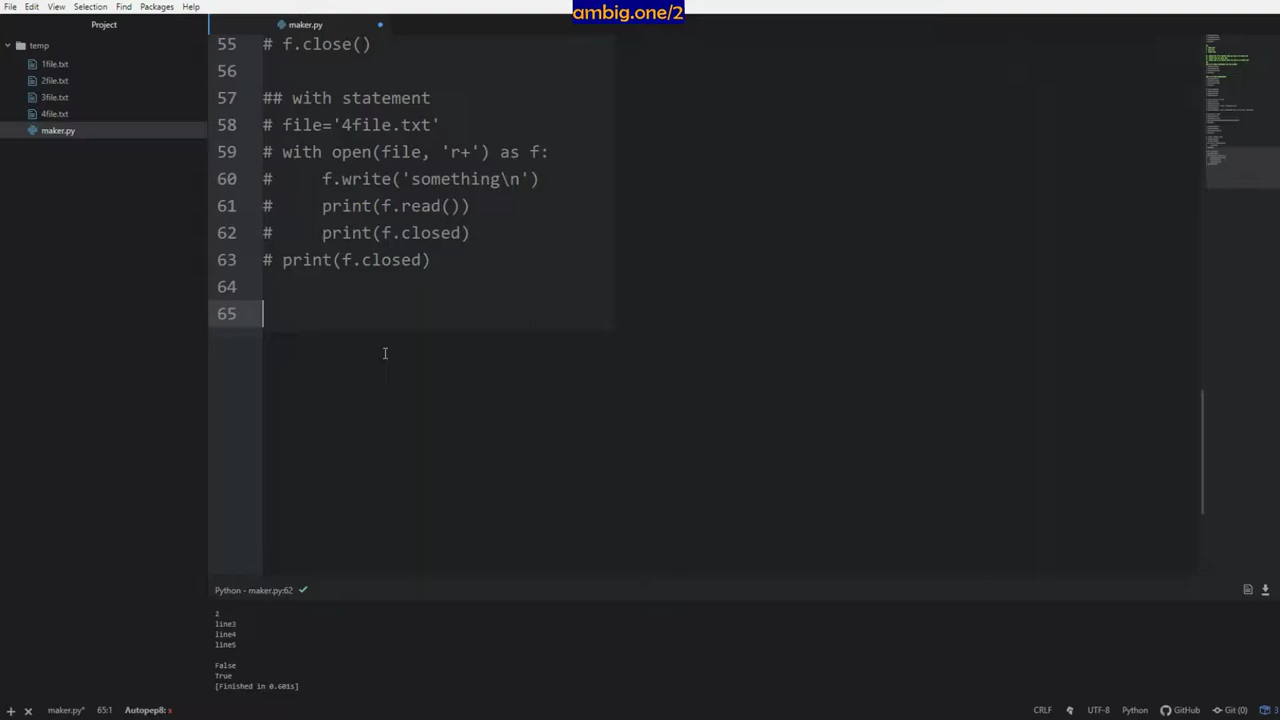 File Edit View Selection Find Packages Help
ambig.one/2
Project
maker.py
temp
1file.txt
2file.txt
3file.txt
4file.txt
maker.py
55 # f.close()
56
57 ## with statement
58 # file='4file.txt'
59 # with open(file, 'r+') as f:
60 #     f.write('something\n')
61 #     print(f.read())
62 #     print(f.closed)
63 # print(f.closed)
64
65
Python - maker.py:62
2
line3
line4
line5
False
True
[Finished in 0.601s]
maker.py* 65:1 Autopep8: x CRLF UTF-8 Python GitHub Git (0) 3